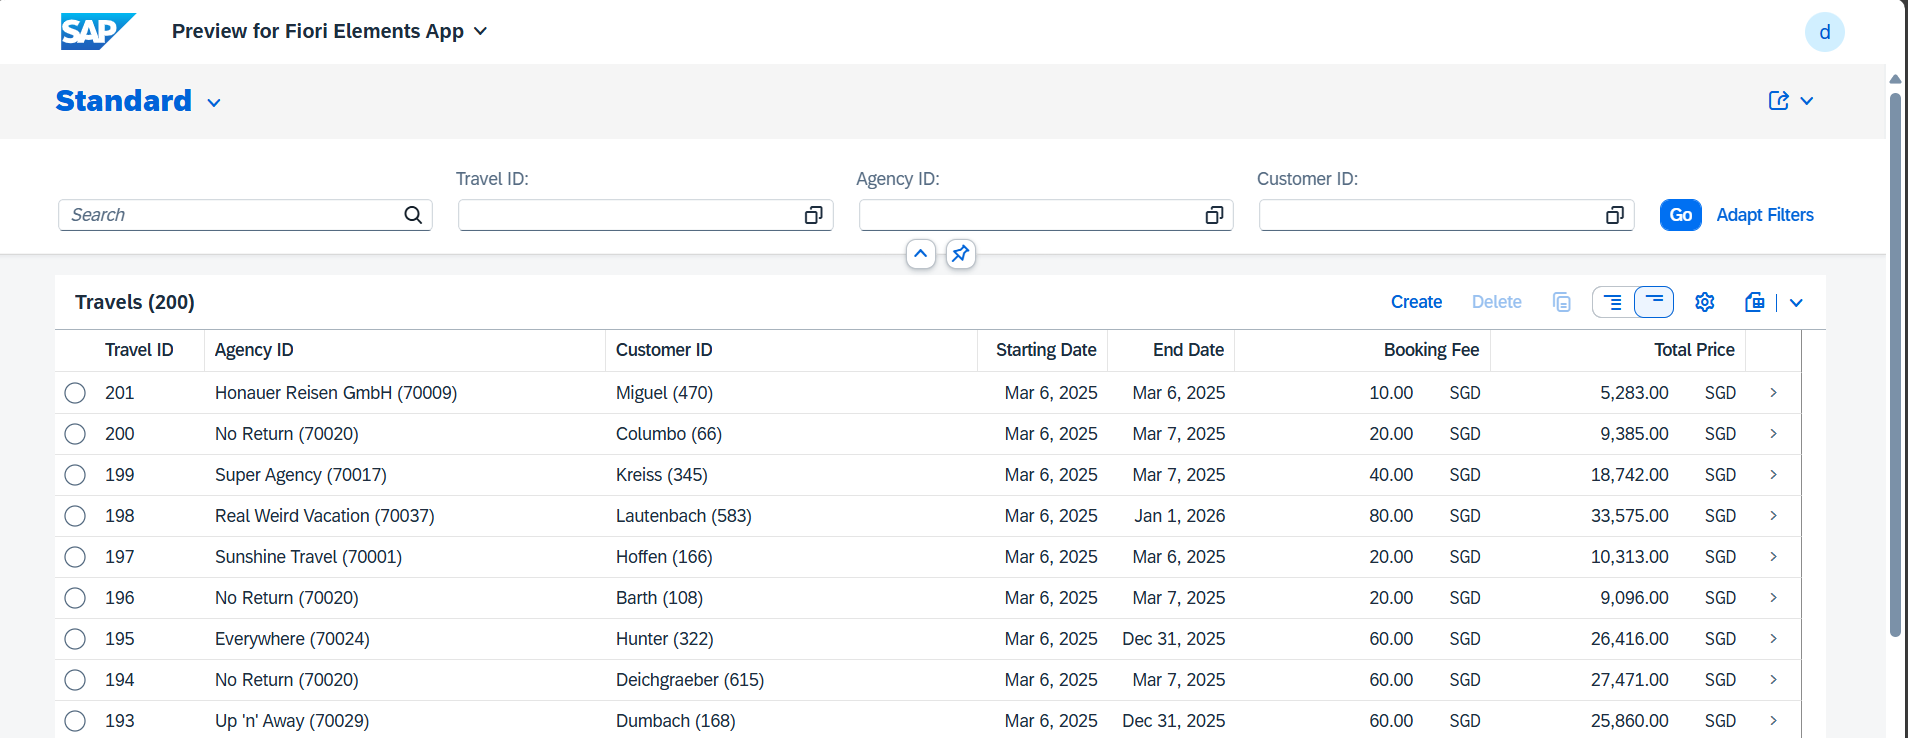 SAP Preview for Fiori Elements App d
Standard
Travel ID: Agency ID: Customer ID:
Search Go Adapt Filters
Travels (200) Create Delete
Travel ID Agency ID Customer ID Starting Date End Date Booking Fee Total Price
201 Honauer Reisen GmbH (70009) Miguel (470) Mar 6, 2025 Mar 6, 2025 10.00 SGD 5,283.00 SGD
200 No Return (70020) Columbo (66) Mar 6, 2025 Mar 7, 2025 20.00 SGD 9,385.00 SGD
199 Super Agency (70017) Kreiss (345) Mar 6, 2025 Mar 7, 2025 40.00 SGD 18,742.00 SGD
198 Real Weird Vacation (70037) Lautenbach (583) Mar 6, 2025 Jan 1, 2026 80.00 SGD 33,575.00 SGD
197 Sunshine Travel (70001) Hoffen (166) Mar 6, 2025 Mar 6, 2025 20.00 SGD 10,313.00 SGD
196 No Return (70020) Barth (108) Mar 6, 2025 Mar 7, 2025 20.00 SGD 9,096.00 SGD
195 Everywhere (70024) Hunter (322) Mar 6, 2025 Dec 31, 2025 60.00 SGD 26,416.00 SGD
194 No Return (70020) Deichgraeber (615) Mar 6, 2025 Mar 7, 2025 60.00 SGD 27,471.00 SGD
193 Up 'n' Away (70029) Dumbach (168) Mar 6, 2025 Dec 31, 2025 60.00 SGD 25,860.00 SGD